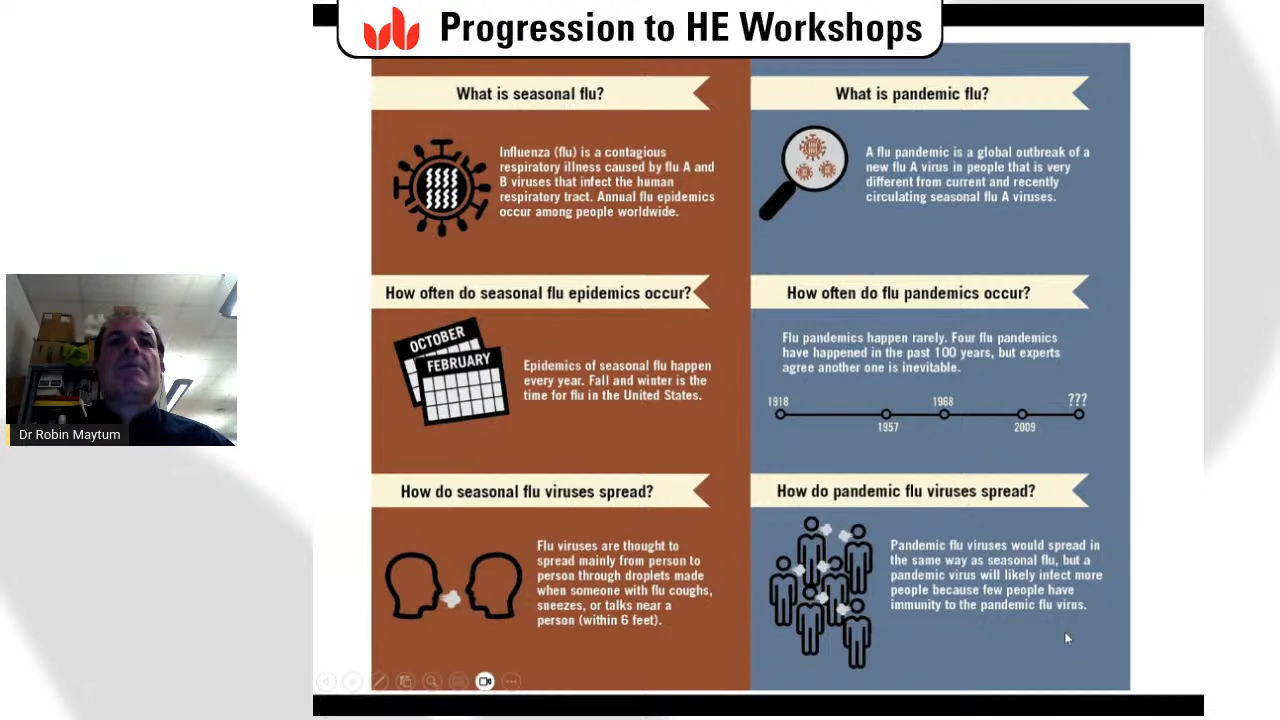 Progression to HE Workshops
What is seasonal flu?
Influenza (flu) is a contagious
respiratory illness caused by flu A and
B viruses that infect the human
respiratory tract. Annual flu epidemics
occur among people worldwide.
What is pandemic flu?
A flu pandemic is a global outbreak of a
new flu A virus in people that is very
different from current and recently
circulating seasonal flu A viruses.
How often do seasonal flu epidemics occur?
OCTOBER
FEBRUARY
Epidemics of seasonal flu happen
every year. Fall and winter is the
time for flu in the United States.
How often do flu pandemics occur?
Flu pandemics happen rarely. Four flu pandemics
have happened in the past 100 years, but experts
agree another one is inevitable.
1918
1957
1968
2009
???
How do seasonal flu viruses spread?
Flu viruses are thought to
spread mainly from person to
person through droplets made
when someone with flu coughs,
sneezes, or talks near a
person (within 6 feet).
How do pandemic flu viruses spread?
Pandemic flu viruses would spread in
the same way as seasonal flu, but a
pandemic virus will likely infect more
people because few people have
immunity to the pandemic flu virus.
Dr Robin Maytum